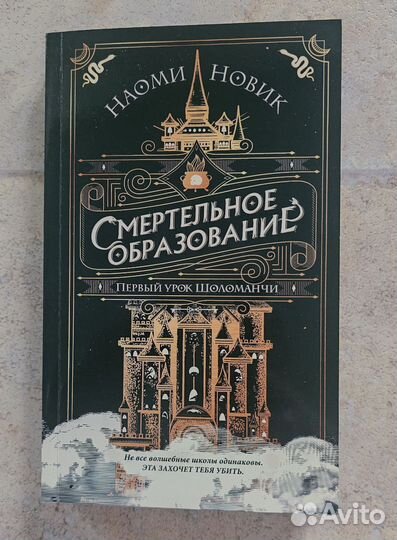 НАОМИ НОВИК
СМЕРТЕЛЬНОЕ
ОБРАЗОВАНИЕ
ПЕРВЫЙ УРОК ШОЛОМАНЧИ
Не все волшебные школы одинаковы.
ЭТА ЗАХОЧЕТ ТЕБЯ УБИТЬ.
Avito